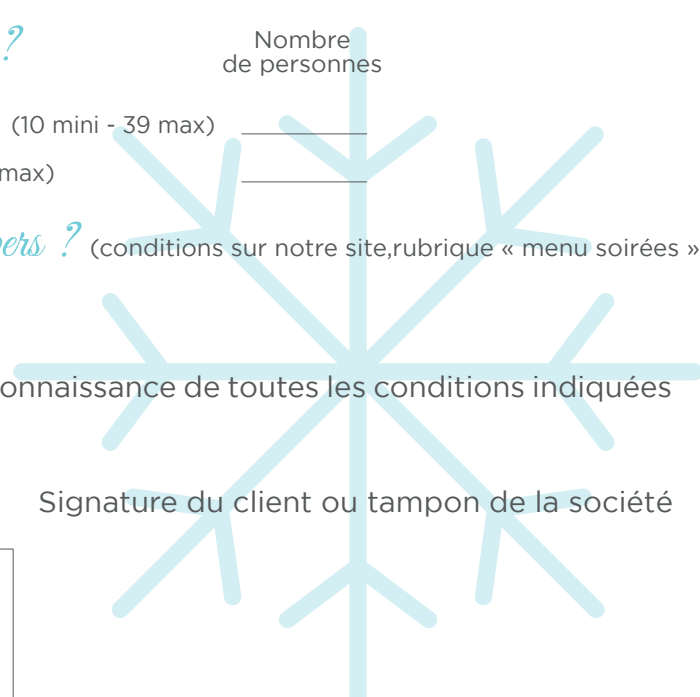 ?
Nombre
de personnes
(10 mini - 39 max)
max)
pers ? (conditions sur notre site,rubrique « menu soirées »
onnaissance de toutes les conditions indiquées
Signature du client ou tampon de la société